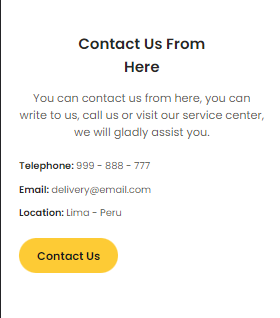 Contact Us From
Here
You can contact us from here, you can
write to us, call us or visit our service center,
we will gladly assist you.
Telephone: 999 - 888 - 777
Email: delivery@email.com
Location: Lima - Peru
Contact Us